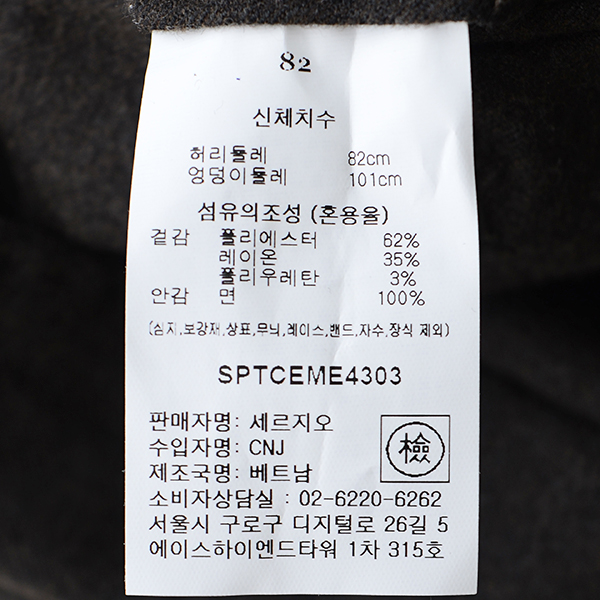 82
신체치수
허리둘레 82cm
엉덩이둘레 101cm
섬유의조성 (혼용율)
겉감 폴리에스터 62%
레이온 35%
폴리우레탄 3%
안감 면 100%
(심지,보강재,상표,무늬,레이스,밴드,자수,장식 제외)
SPTCEME4303
판매자명: 세르지오
수입자명: CNJ
제조국명: 베트남
檢
소비자상담실 : 02-6220-6262
서울시 구로구 디지털로 26길 5
에이스하이엔드타워 1차 315호